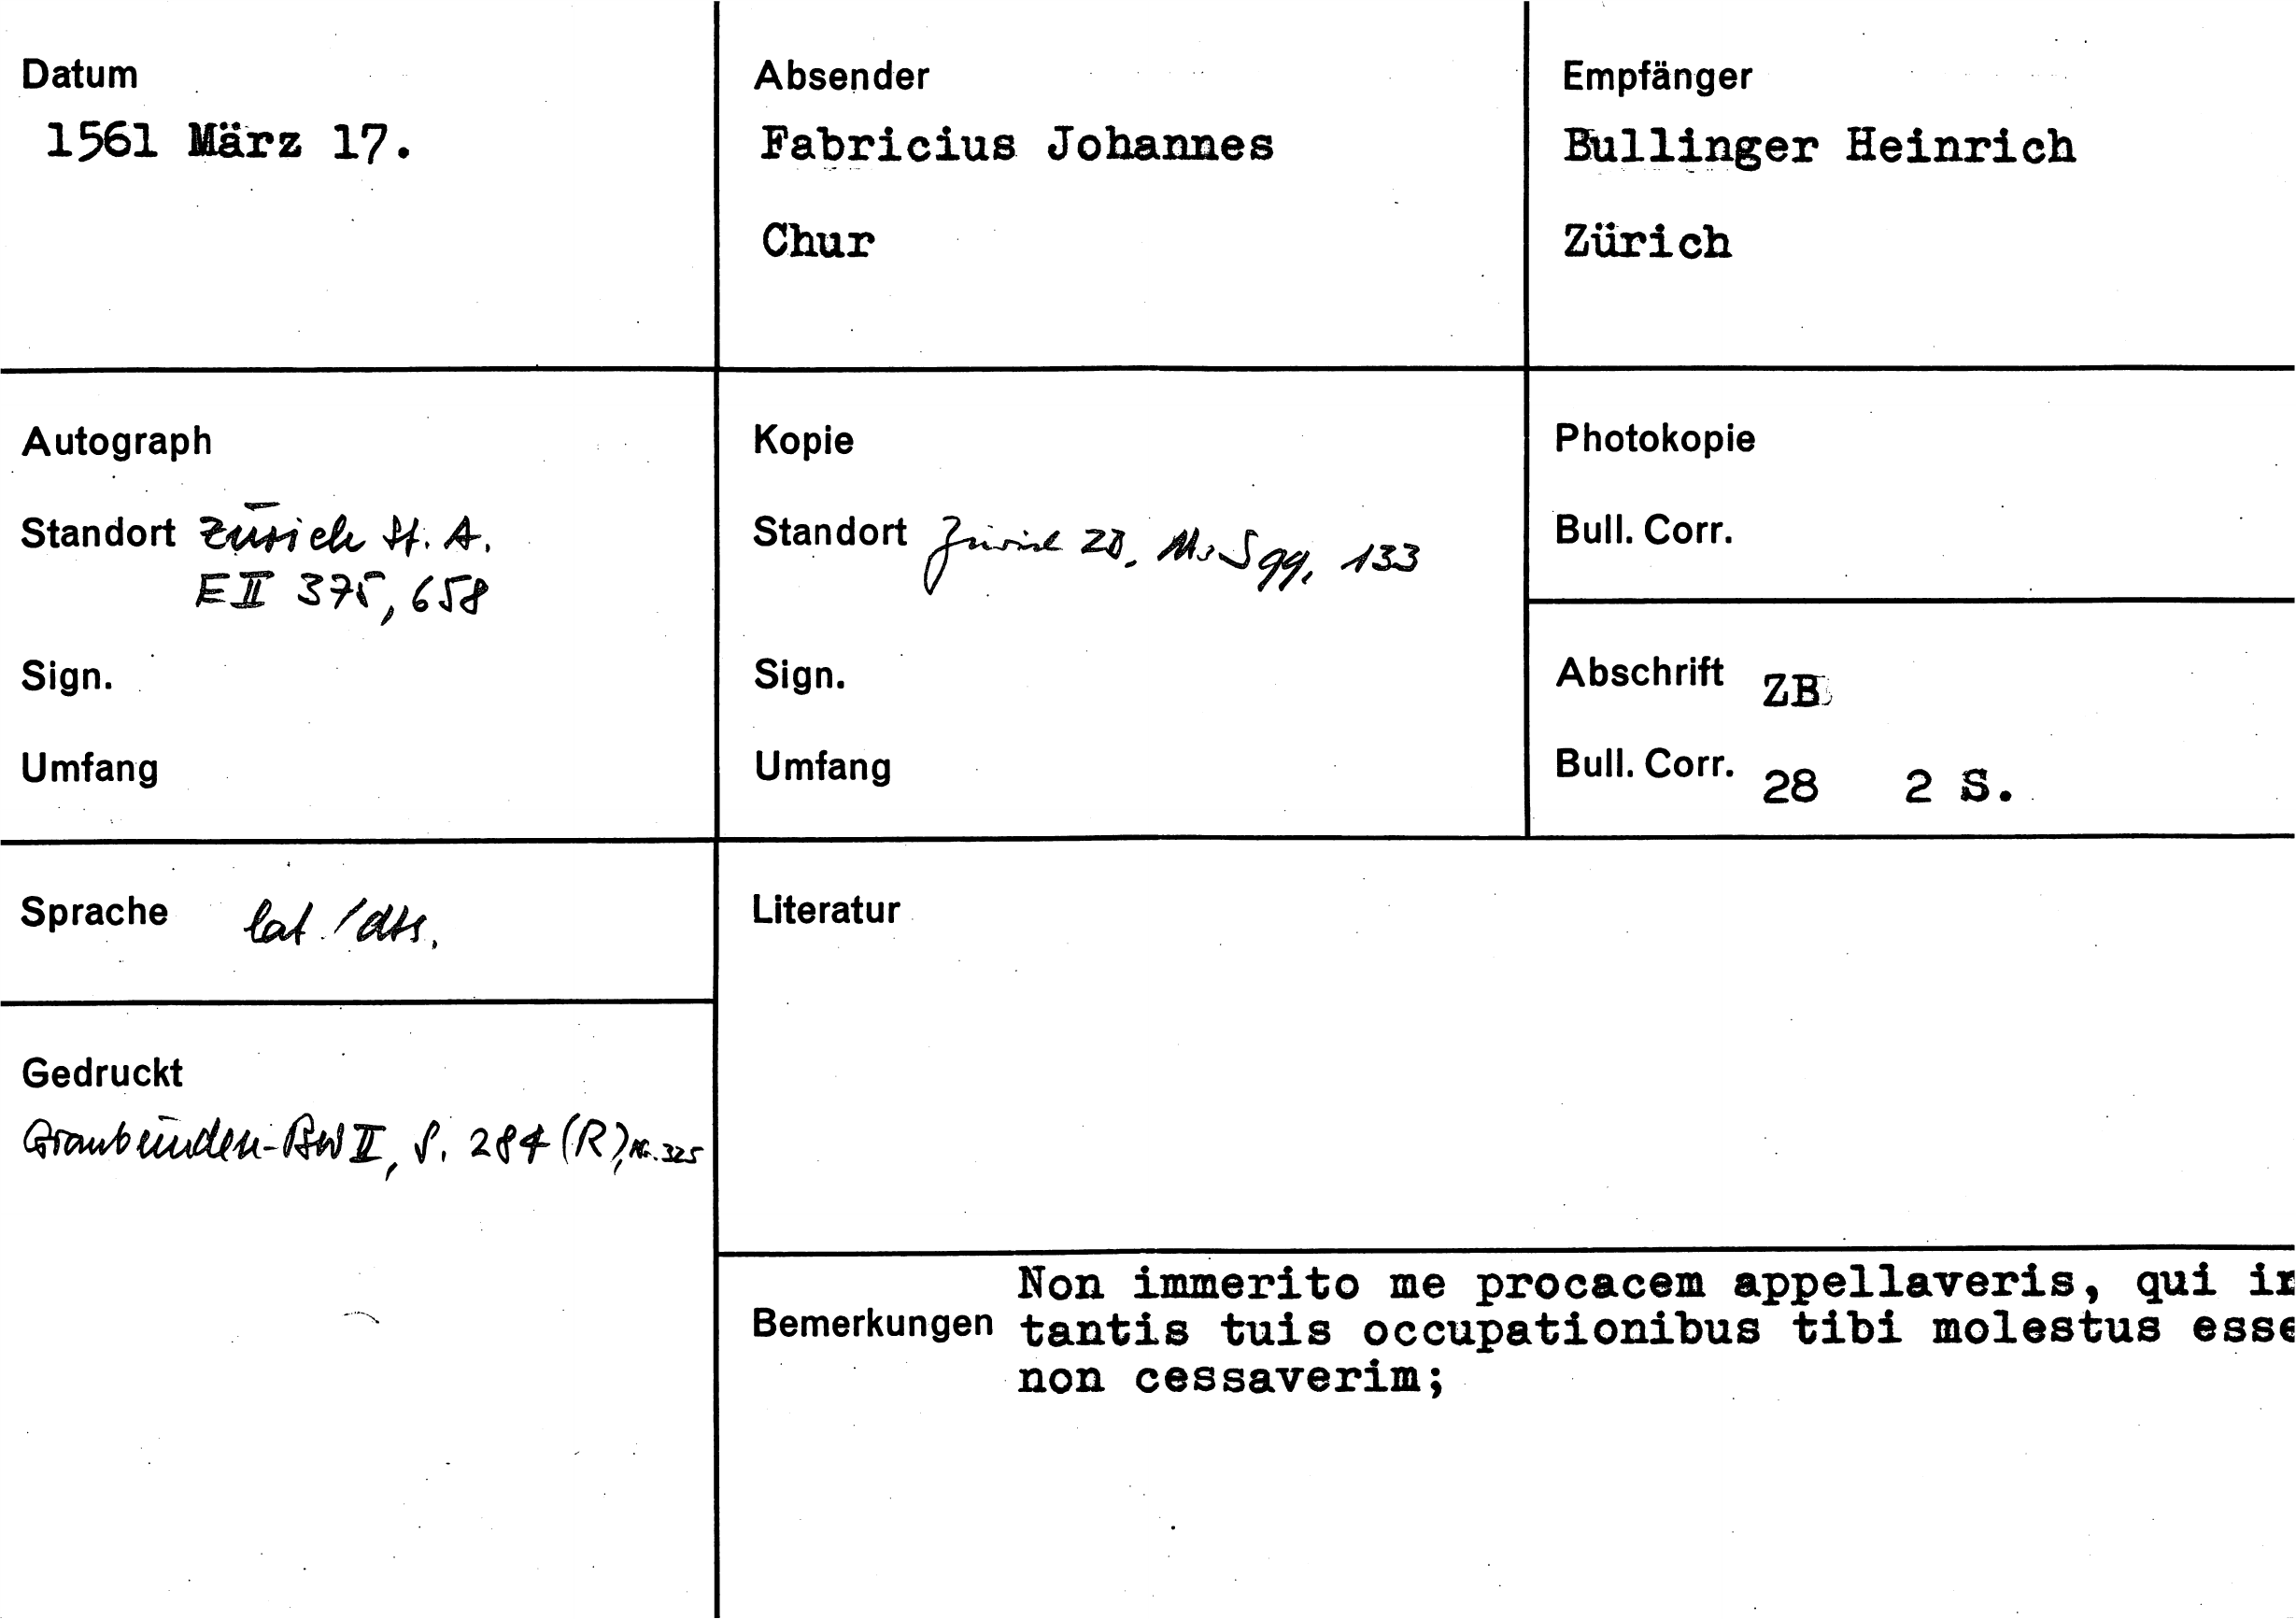 Datum
1561 März 17.
Absender
Fabricius Johannes
Chur
Empfänger
Bullinger Heinrich
Zürich
Autograph
Standort Zürich St. A.
E II 375, 658
Sign.
Umfang
Kopie
Standort Zürich ZB, Ms S 99, 133
Sign.
Umfang
Photokopie
Bull. Corr.
Abschrift ZB
Bull. Corr. 28 2 S.
Sprache lat./dts.
Literatur
Gedruckt
Graubünden-BW II, S. 284 (R), Nr. 325
Bemerkungen
Non immerito me procacem appellaveris, qui in
tantis tuis occupationibus tibi molestus esse
non cessaverim;